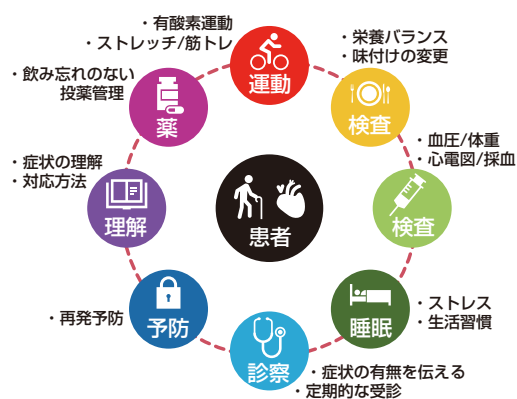 ・有酸素運動
・ストレッチ/筋トレ
運動
・栄養バランス
・味付けの変更
検査
・血圧/体重
・心電図/採血
検査
・ストレス
・生活習慣
睡眠
・症状の有無を伝える
・定期的な受診
診察
・再発予防
予防
・症状の理解
・対応方法
理解
・飲み忘れのない
投薬管理
薬
患者